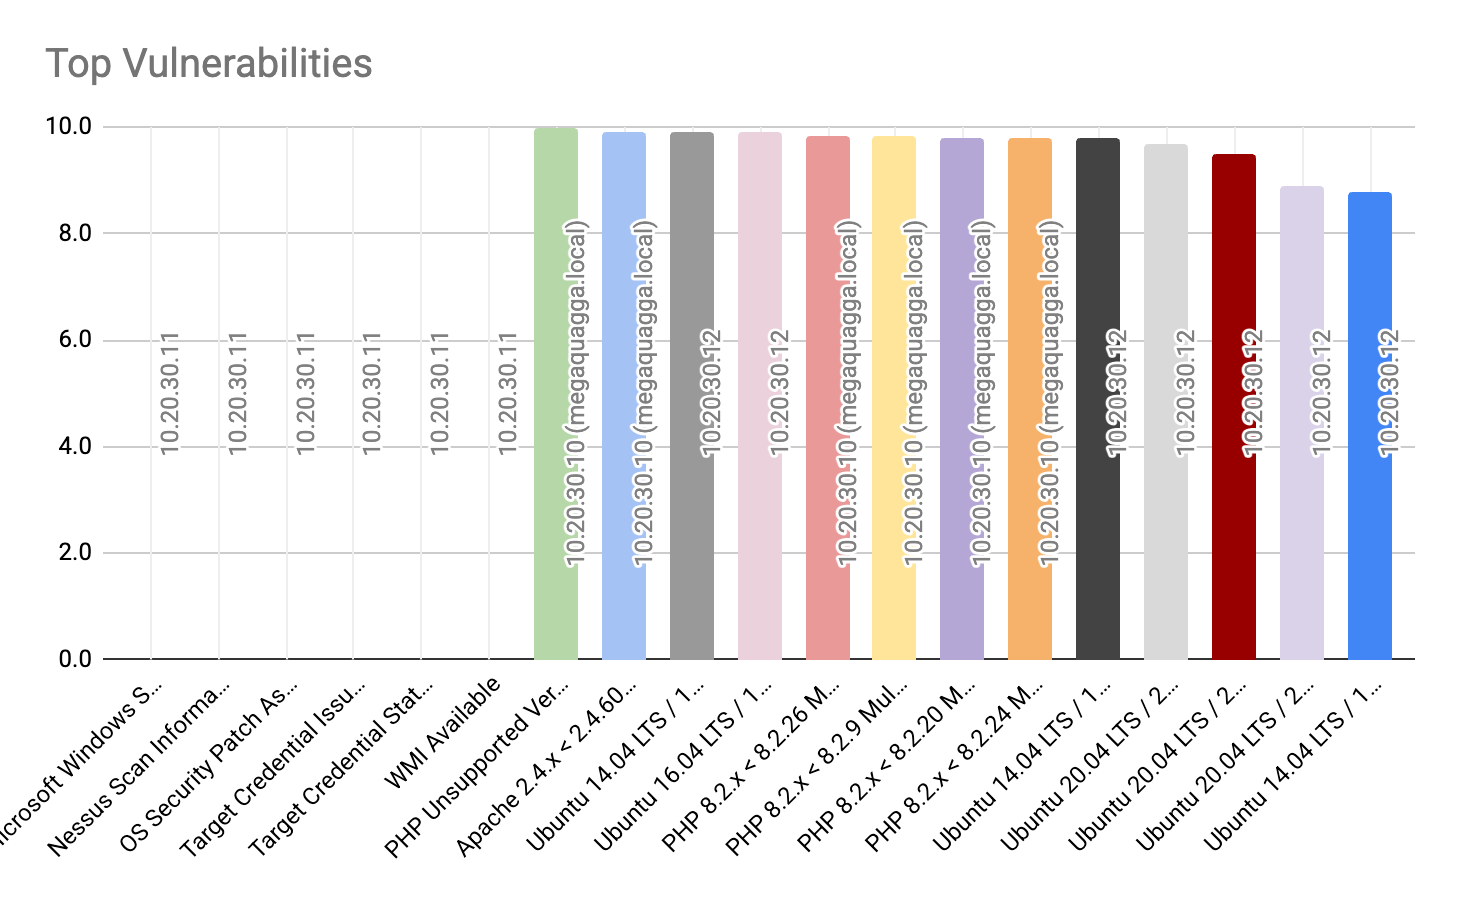 Top Vulnerabilities
10.0
8.0
6.0
4.0
2.0
0.0
10.20.30.11
10.20.30.11
10.20.30.11
10.20.30.11
10.20.30.11
10.20.30.11
10.20.30.10 (megaquagga.local)
10.20.30.10 (megaquagga.local)
10.20.30.12
10.20.30.12
10.20.30.10 (megaquagga.local)
10.20.30.10 (megaquagga.local)
10.20.30.10 (megaquagga.local)
10.20.30.10 (megaquagga.local)
10.20.30.12
10.20.30.12
10.20.30.12
10.20.30.12
10.20.30.12
icrosoft Windows S...
Nessus Scan Informa...
OS Security Patch As...
Target Credential Issu...
Target Credential Stat...
WMI Available
PHP Unsupported Ver...
Apache 2.4.x < 2.4.60...
Ubuntu 14.04 LTS / 1...
Ubuntu 16.04 LTS / 1...
PHP 8.2.x < 8.2.26 M...
PHP 8.2.x < 8.2.9 Mul...
PHP 8.2.x < 8.2.20 M...
PHP 8.2.x < 8.2.24 M...
Ubuntu 14.04 LTS / 1...
Ubuntu 20.04 LTS / 2...
Ubuntu 20.04 LTS / 2...
Ubuntu 20.04 LTS / 2...
Ubuntu 14.04 LTS / 1...